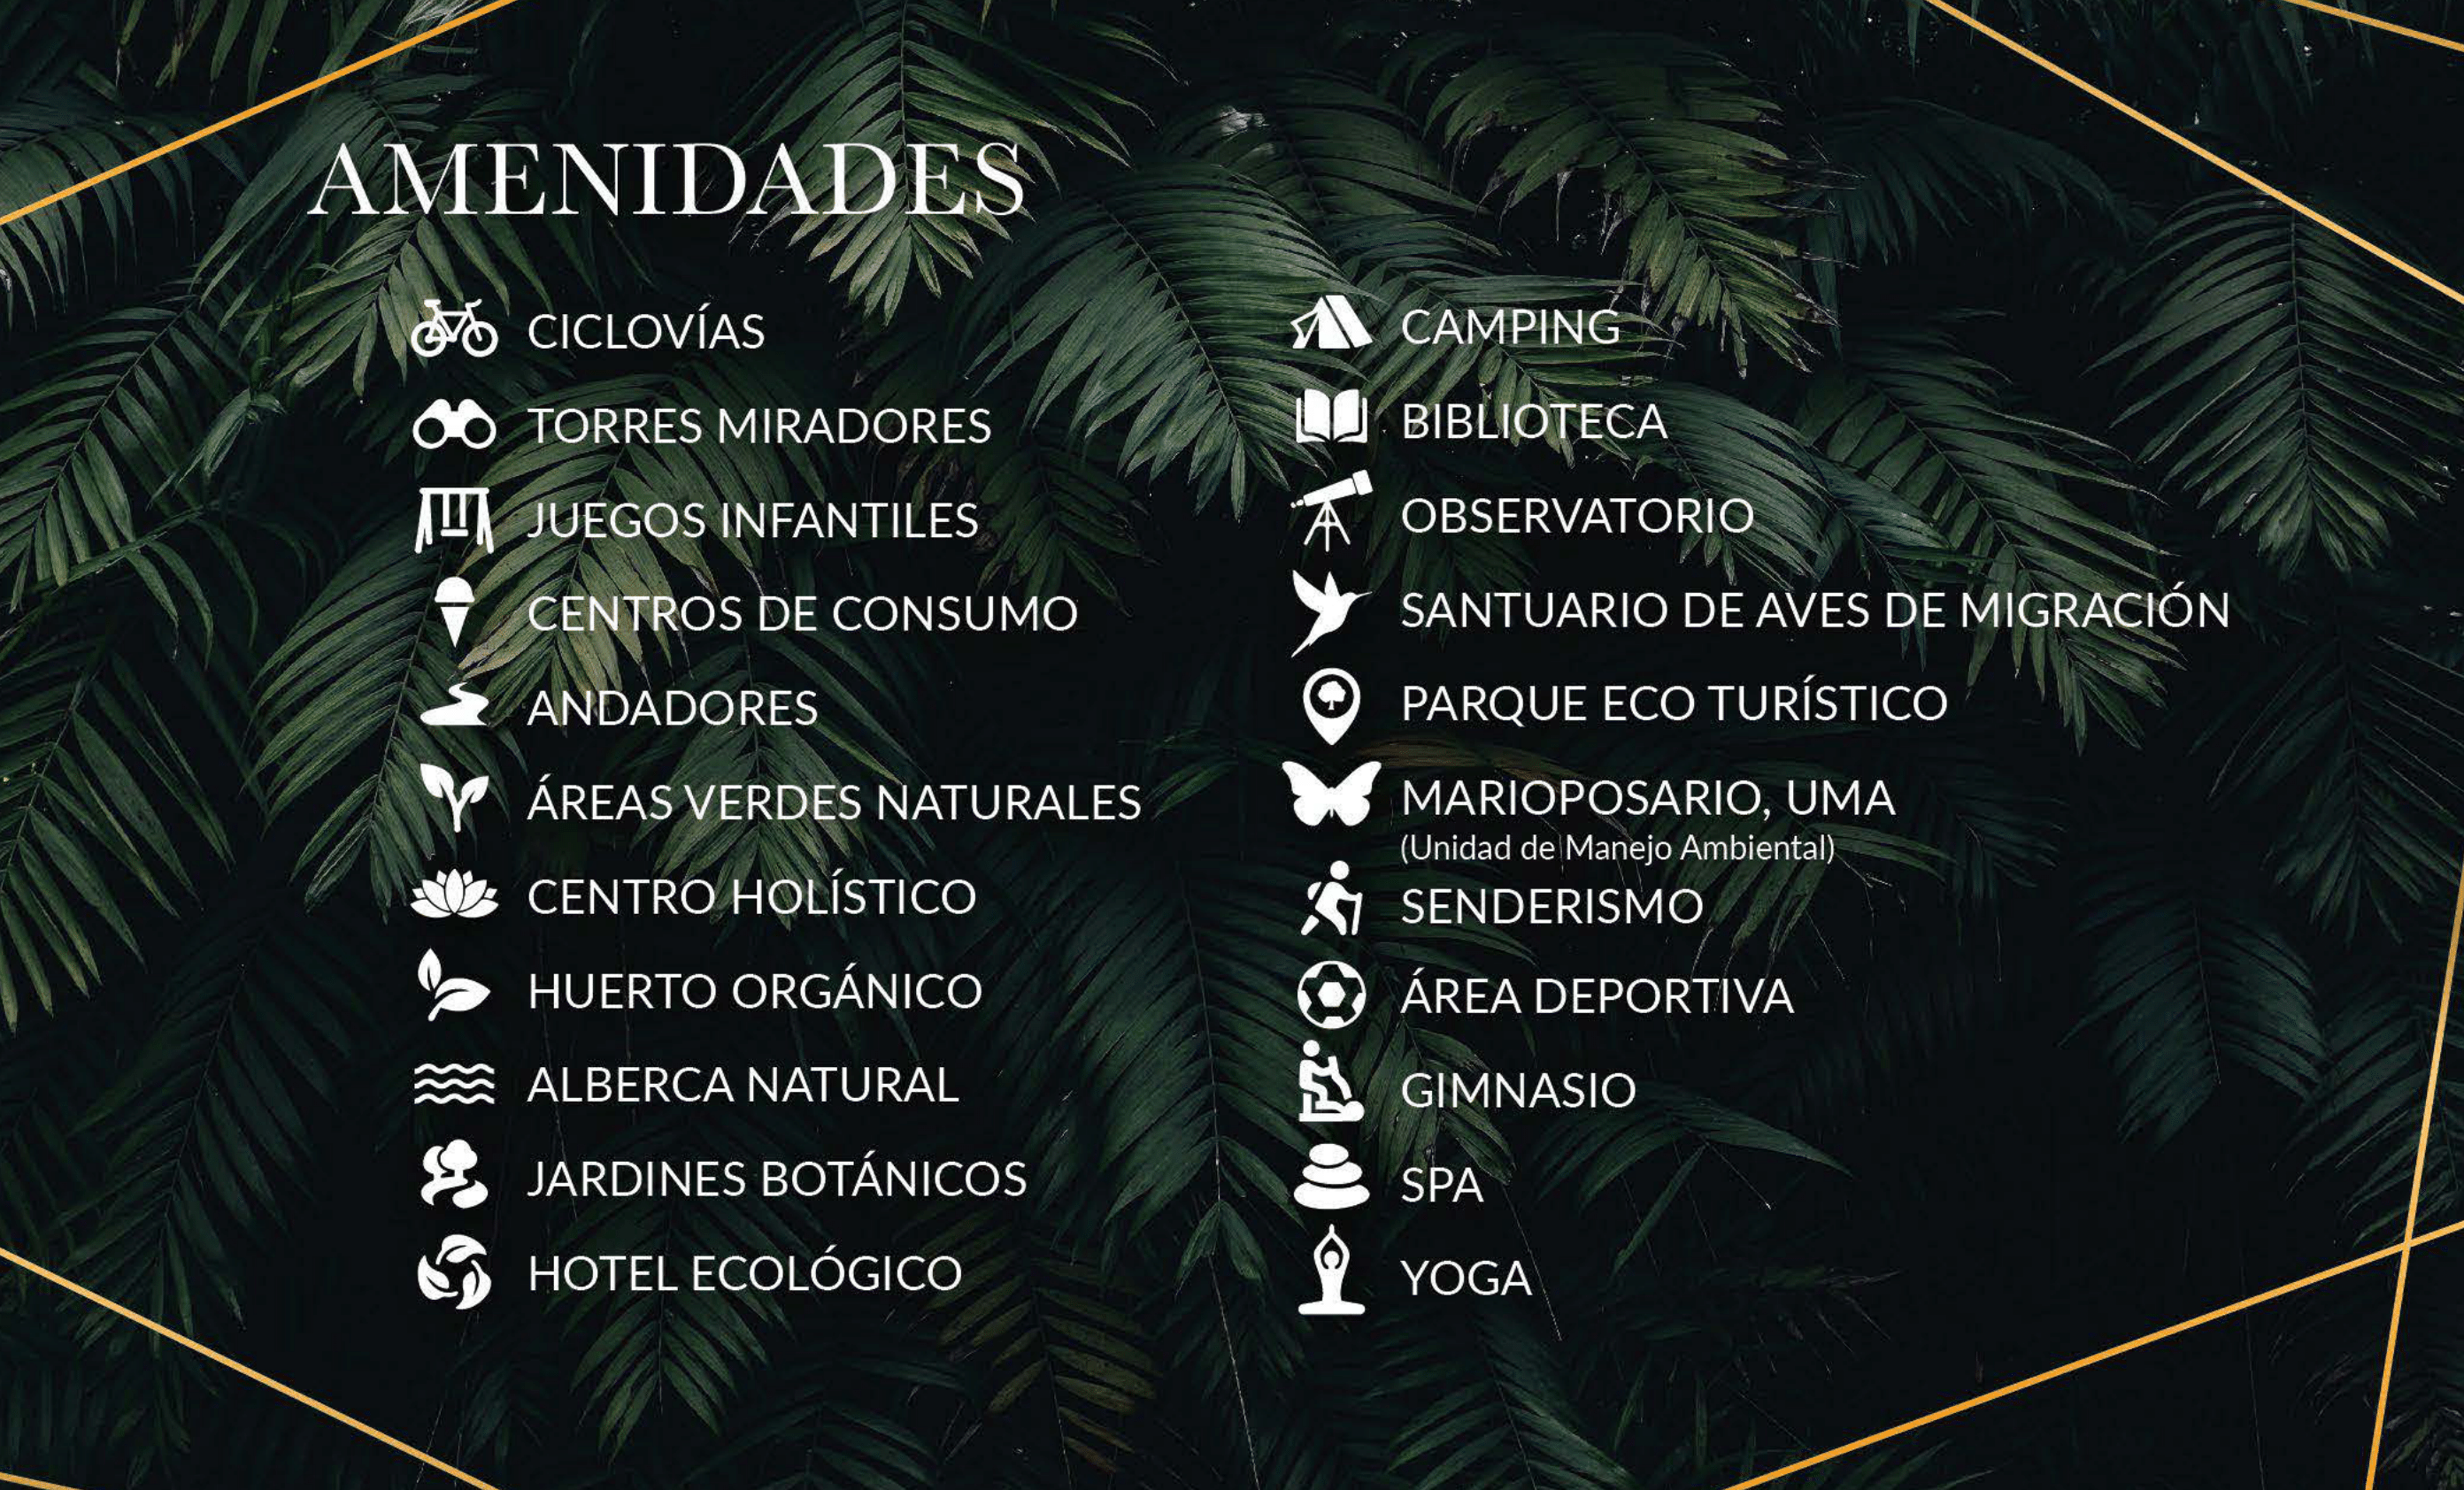 AMENIDADES
CICLOVÍAS
TORRES MIRADORES
JUEGOS INFANTILES
CENTROS DE CONSUMO
ANDADORES
ÁREAS VERDES NATURALES
CENTRO HOLÍSTICO
HUERTO ORGÁNICO
ALBERCA NATURAL
JARDINES BOTÁNICOS
HOTEL ECOLÓGICO
CAMPING
BIBLIOTECA
OBSERVATORIO
SANTUARIO DE AVES DE MIGRACIÓN
PARQUE ECO TURÍSTICO
MARIOPOSARIO, UMA
(Unidad de Manejo Ambiental)
SENDERISMO
ÁREA DEPORTIVA
GIMNASIO
SPA
YOGA